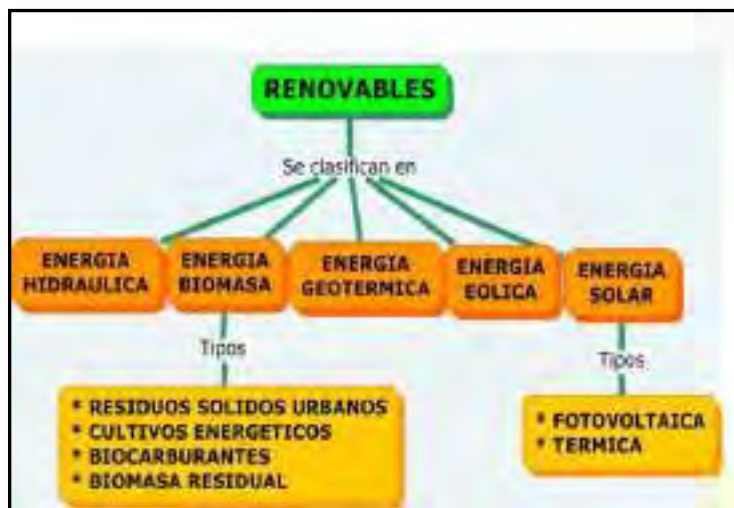 RENOVABLES
Se clasifican en
ENERGIA
HIDRAULICA
ENERGIA
BIOMASA
ENERGIA
GEOTERMICA
ENERGIA
EOLICA
ENERGIA
SOLAR
Tipos
* RESIDUOS SOLIDOS URBANOS
* CULTIVOS ENERGETICOS
* BIOCARBURANTES
* BIOMASA RESIDUAL
Tipos
* FOTOVOLTAICA
* TERMICA